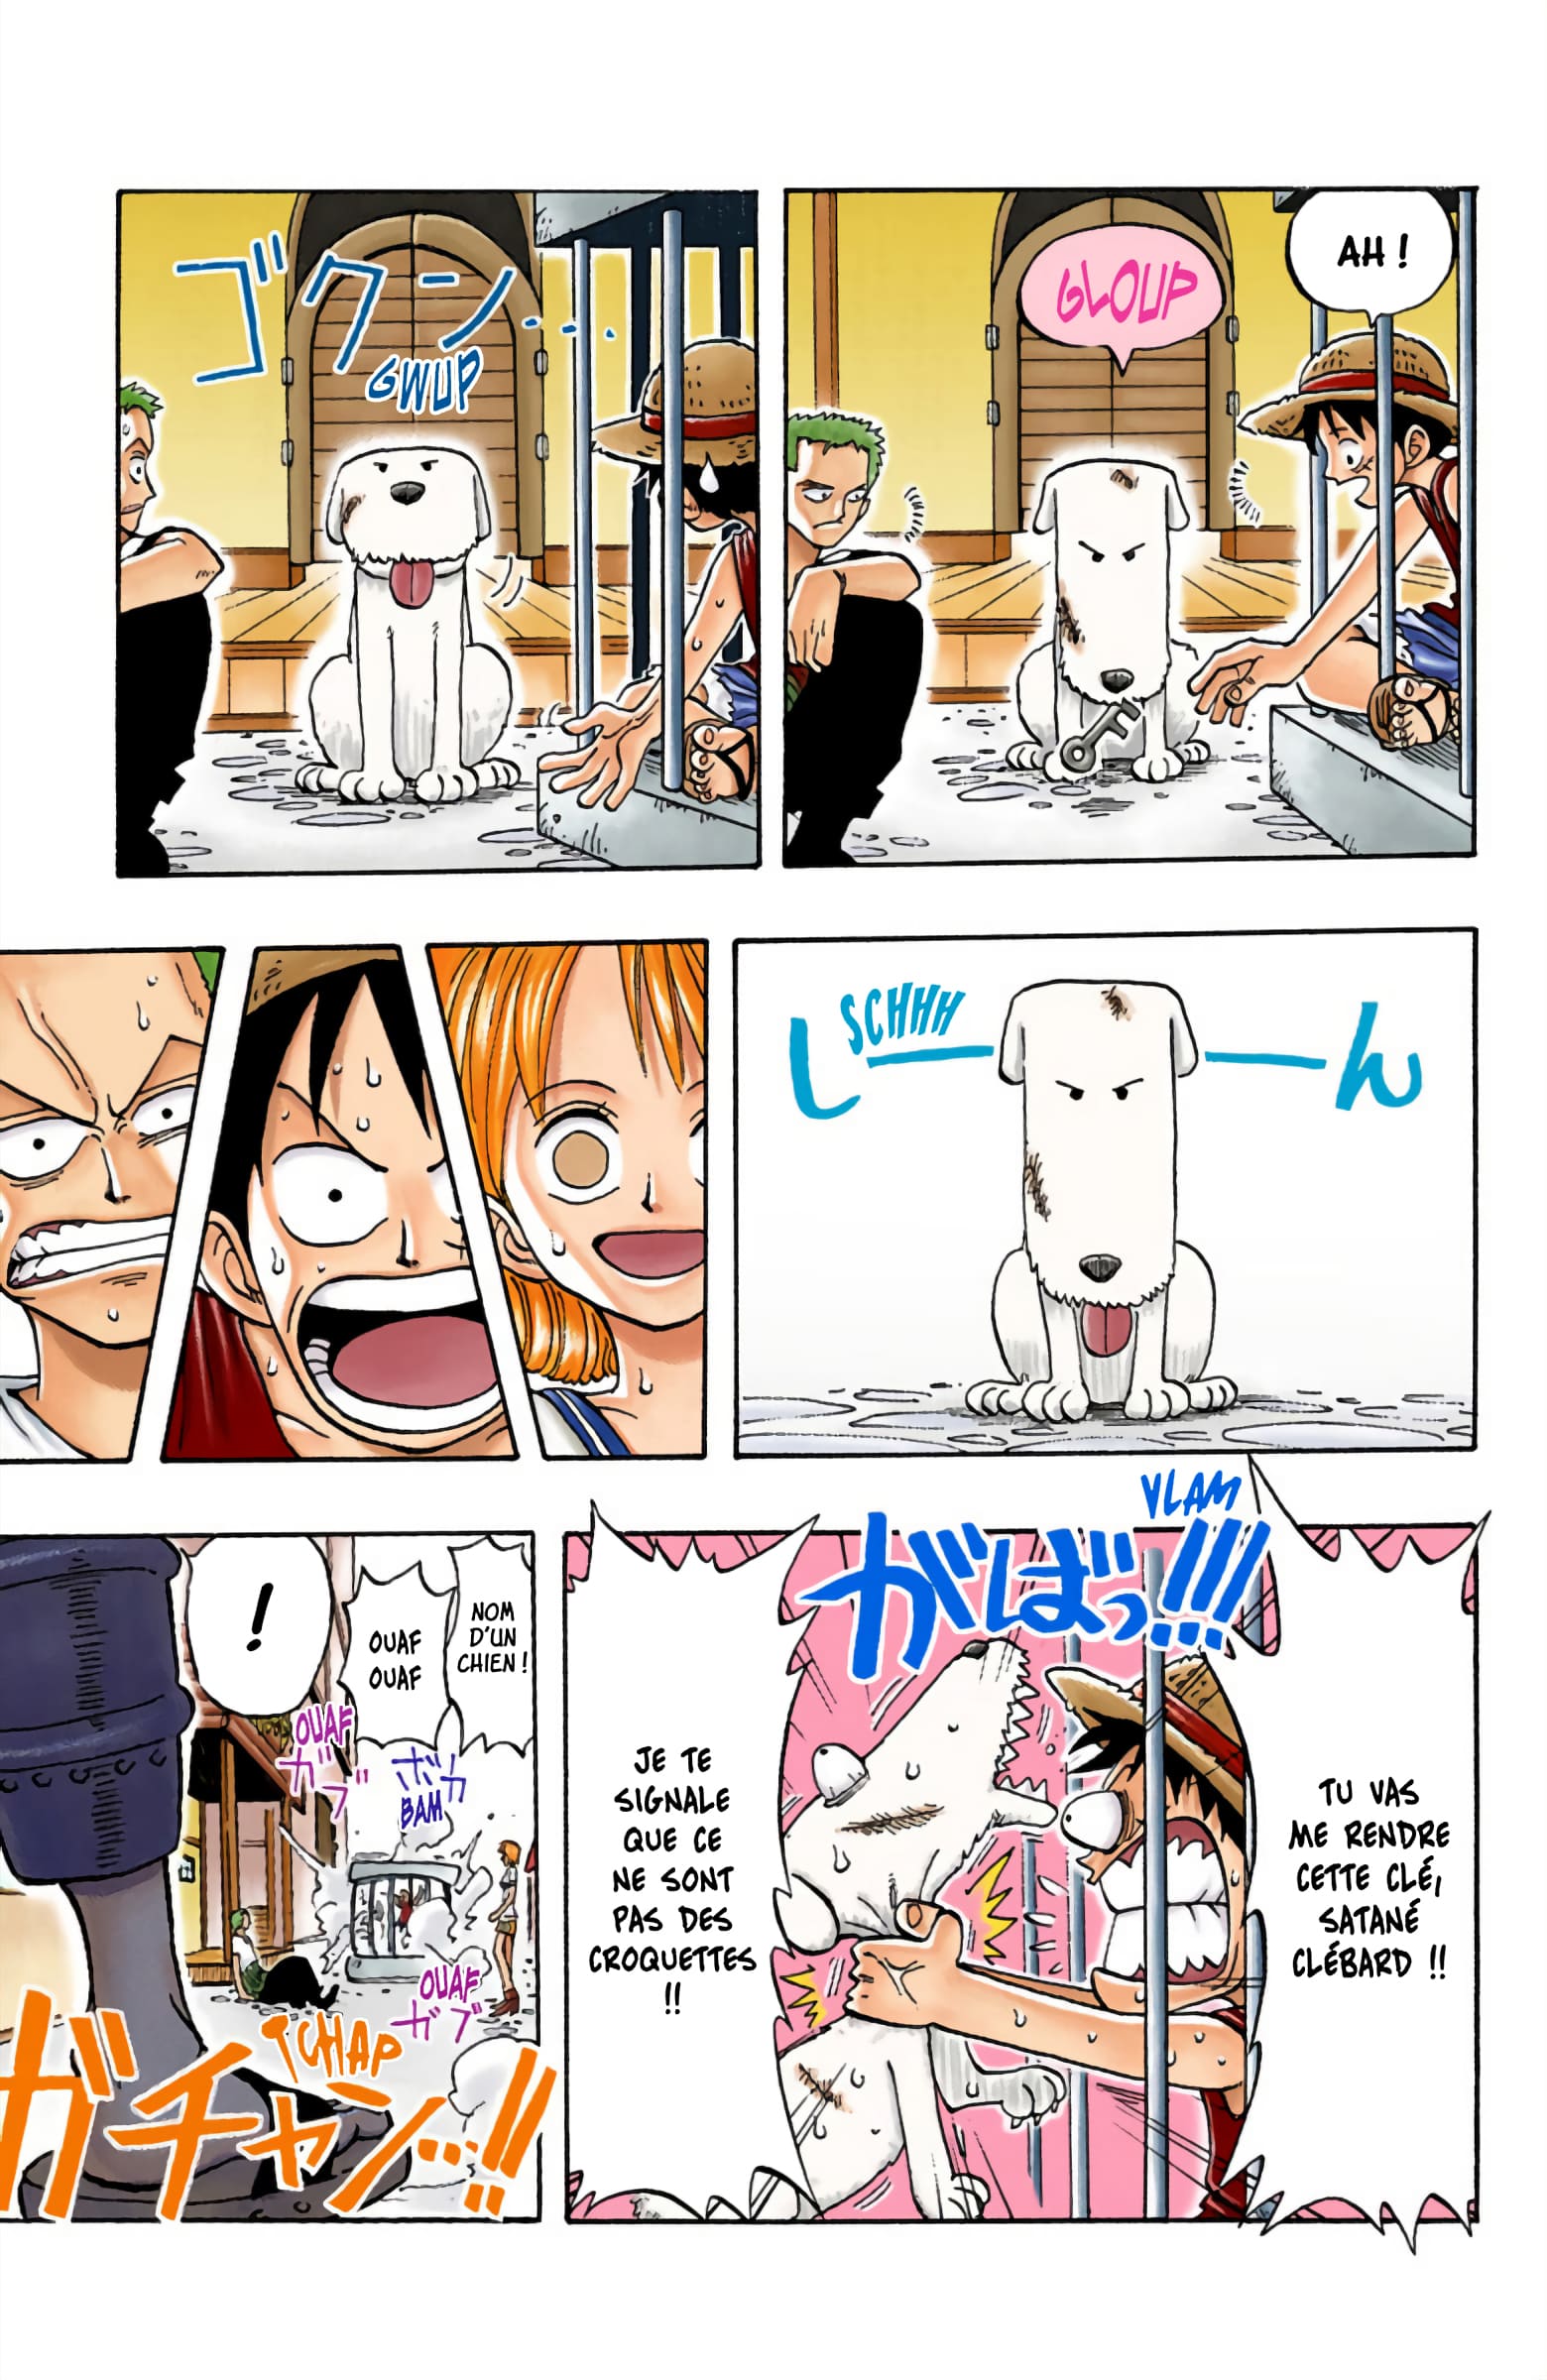 AH !
GLOUP
ゴクン...
GWUP
しーーん
SCHHH
VLAM
がばっ!!!
TU VAS
ME RENDRE
CETTE CLÉ,
SATANÉ
CLÉBARD !!
JE TE
SIGNALE
QUE CE
NE SONT
PAS DES
CROQUETTES
!!
NOM
D'UN
CHIEN !
OUAF
OUAF
!
OUAF
ガブ
ボカ
BAM
OUAF
ガブ
TCHAP
ガチャン..!!